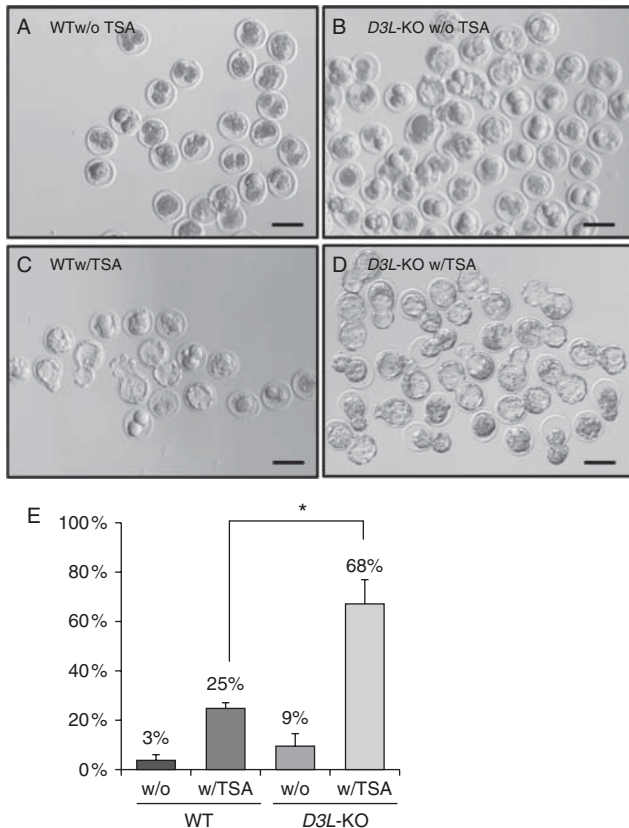 A WTw/o TSA
B D3L-KO w/o TSA
C WTw/TSA
D D3L-KO w/TSA
E
100%
80%
60%
40%
20%
0%
*
3%
25%
9%
68%
w/o w/TSA w/o w/TSA
WT D3L-KO